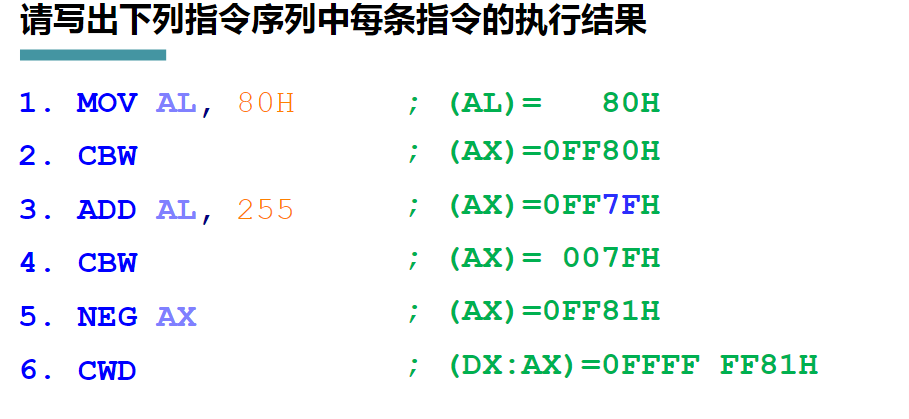 请写出下列指令序列中每条指令的执行结果
1. MOV AL, 80H ; (AL)= 80H
2. CBW ; (AX)=0FF80H
3. ADD AL, 255 ; (AX)=0FF7FH
4. CBW ; (AX)= 007FH
5. NEG AX ; (AX)=0FF81H
6. CWD ; (DX:AX)=0FFFF FF81H